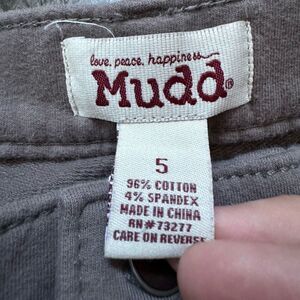 love. peace. happiness
Mudd®
5
96% COTTON
4% SPANDEX
MADE IN CHINA
RN#73277
CARE ON REVERSE